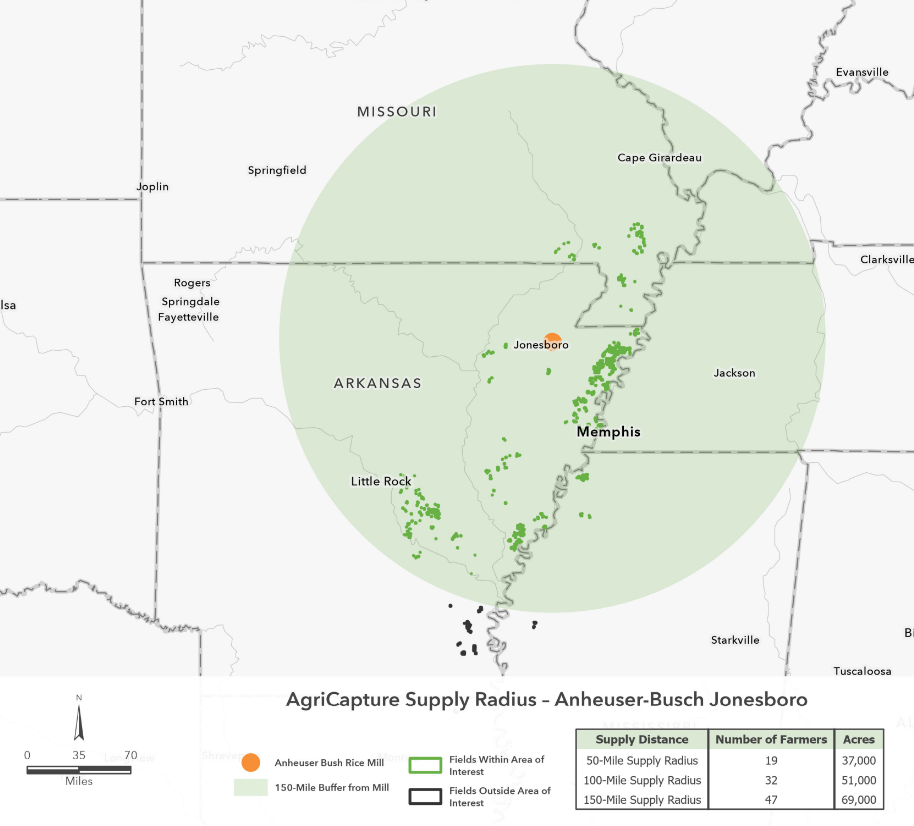 Evansville
MISSOURI
Cape Girardeau
Springfield
Joplin
Clarksville
Rogers
Springdale
Fayetteville
lsa
Jonesboro
Jackson
ARKANSAS
Fort Smith
Memphis
Little Rock
Starkville
Bi
Tuscaloosa
AgriCapture Supply Radius – Anheuser-Busch Jonesboro
N
0 35 70
Miles
MISSISSIPPI
Anheuser Bush Rice Mill
150-Mile Buffer from Mill
Fields Within Area of
Interest
Fields Outside Area of
Interest
Supply Distance Number of Farmers Acres
50-Mile Supply Radius 19 37,000
100-Mile Supply Radius 32 51,000
150-Mile Supply Radius 47 69,000